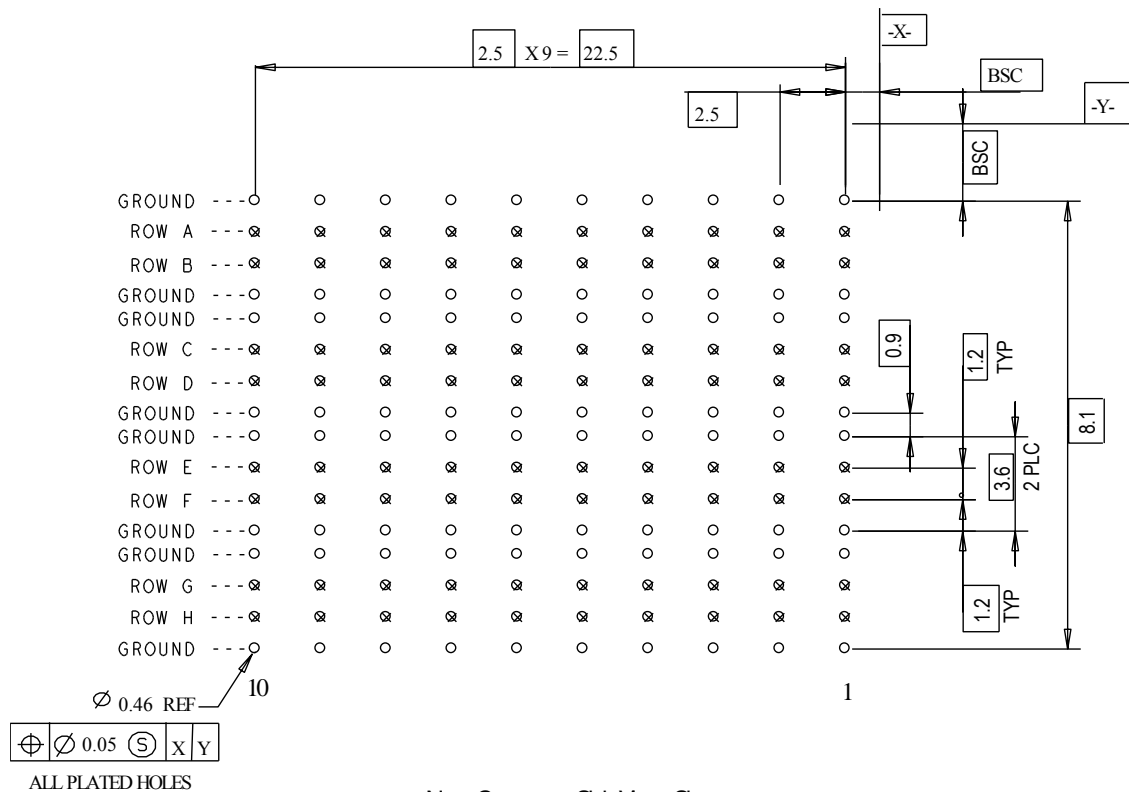 -X-
2.5 X 9 = 22.5
BSC
2.5
-Y-
BSC
GROUND ---
ROW A ---
ROW B ---
GROUND ---
GROUND ---
ROW C ---
0.9
1.2 TYP
ROW D ---
GROUND ---
8.1
GROUND ---
ROW E ---
3.6 2 PLC
ROW F ---
GROUND ---
GROUND ---
ROW G ---
1.2 TYP
ROW H ---
GROUND ---
10
1
Ø 0.46 REF
⌖ Ø 0.05 Ⓢ X Y
ALL PLATED HOLES